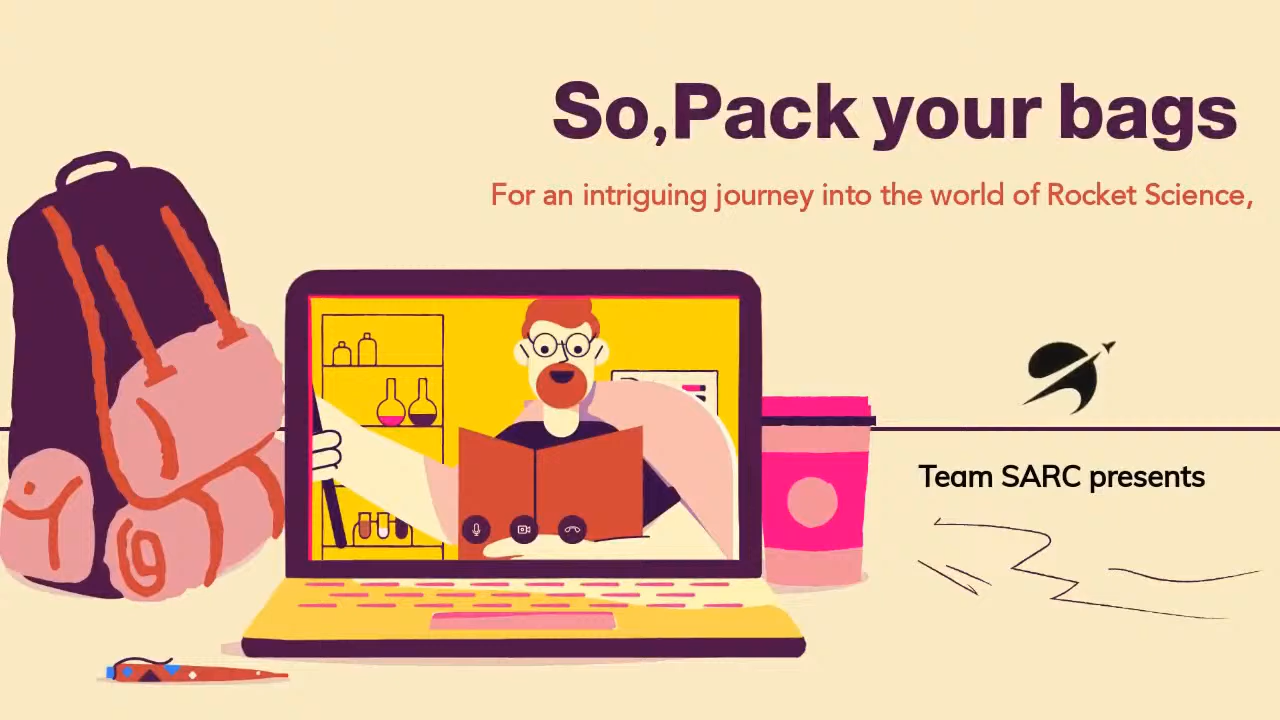 So,Pack your bags
For an intriguing journey into the world of Rocket Science,
Team SARC presents